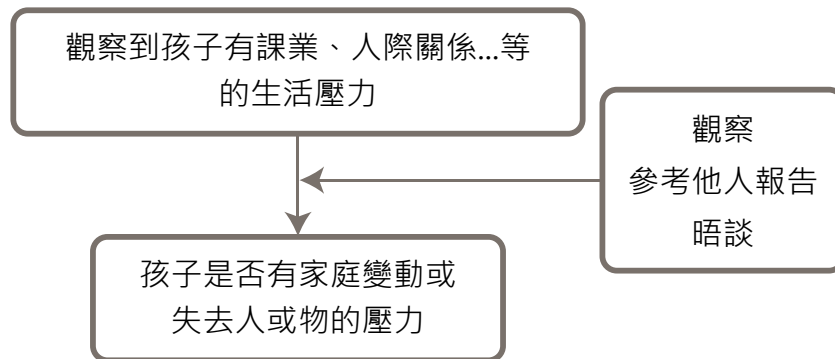 觀察到孩子有課業、人際關係...等
的生活壓力
觀察
參考他人報告
晤談
孩子是否有家庭變動或
失去人或物的壓力